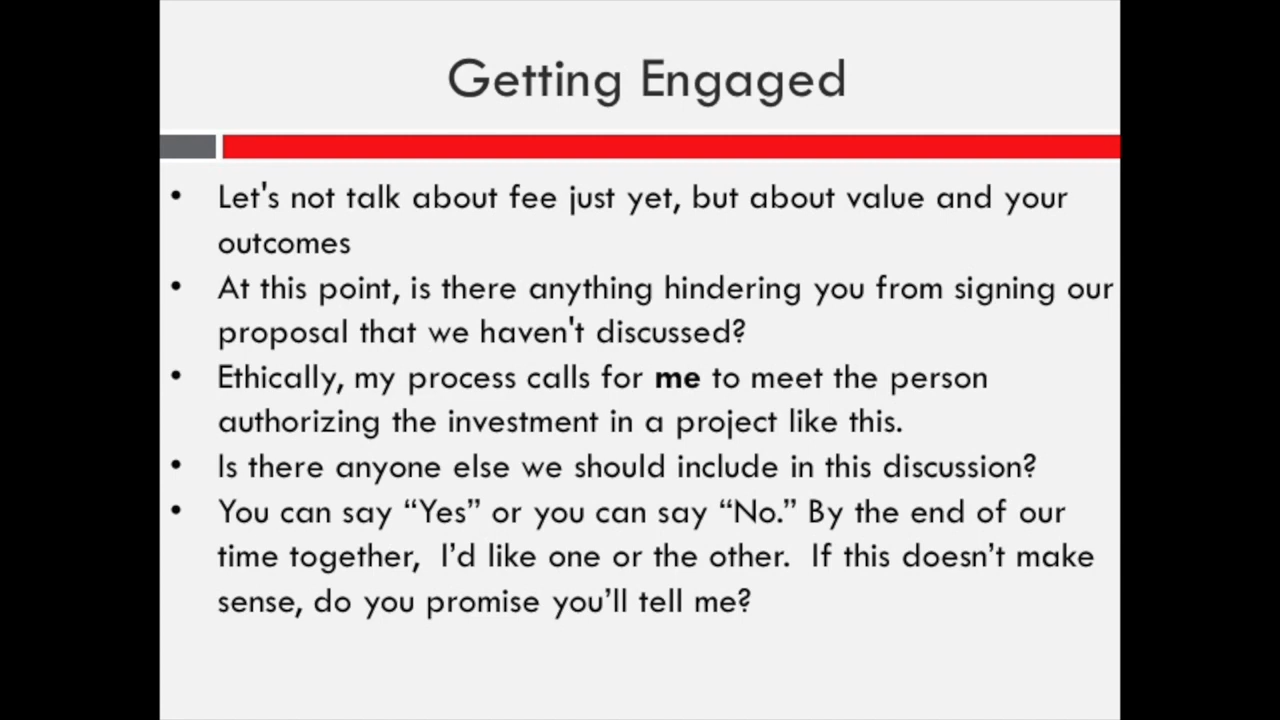 Getting Engaged
• Let's not talk about fee just yet, but about value and your
outcomes
• At this point, is there anything hindering you from signing our
proposal that we haven't discussed?
• Ethically, my process calls for me to meet the person
authorizing the investment in a project like this.
• Is there anyone else we should include in this discussion?
• You can say “Yes” or you can say “No.” By the end of our
time together,  I’d like one or the other.  If this doesn’t make
sense, do you promise you’ll tell me?